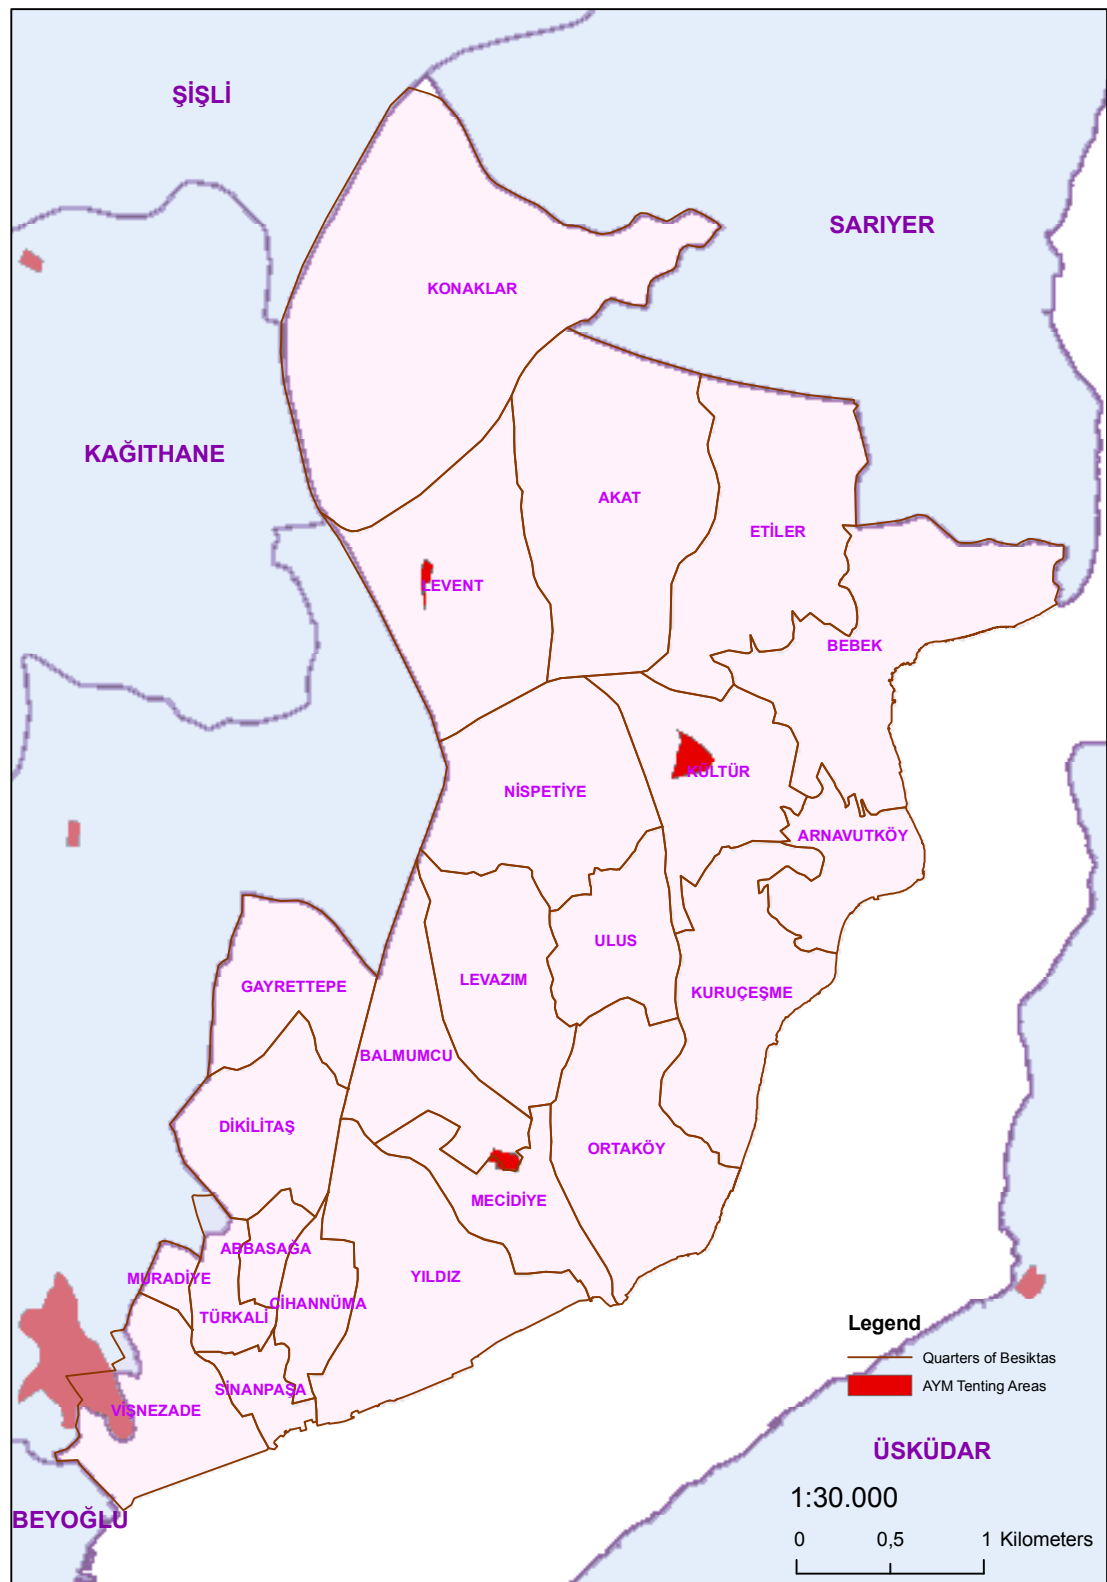 ŞİŞLİ
SARIYER
KONAKLAR
KAĞITHANE
AKAT
ETİLER
LEVENT
BEBEK
KÜLTÜR
NİSPETİYE
ARNAVUTKÖY
ULUS
LEVAZIM
GAYRETTEPE
KURUÇEŞME
BALMUMCU
DİKİLİTAŞ
ORTAKÖY
MECİDİYE
ABBASAĞA
MURADİYE
YILDIZ
CİHANNÜMA
TÜRKALİ
Legend
Quarters of Besiktas
SİNANPAŞA
AYM Tenting Areas
VİŞNEZADE
ÜSKÜDAR
1:30.000
BEYOĞLU
0 0,5 1 Kilometers